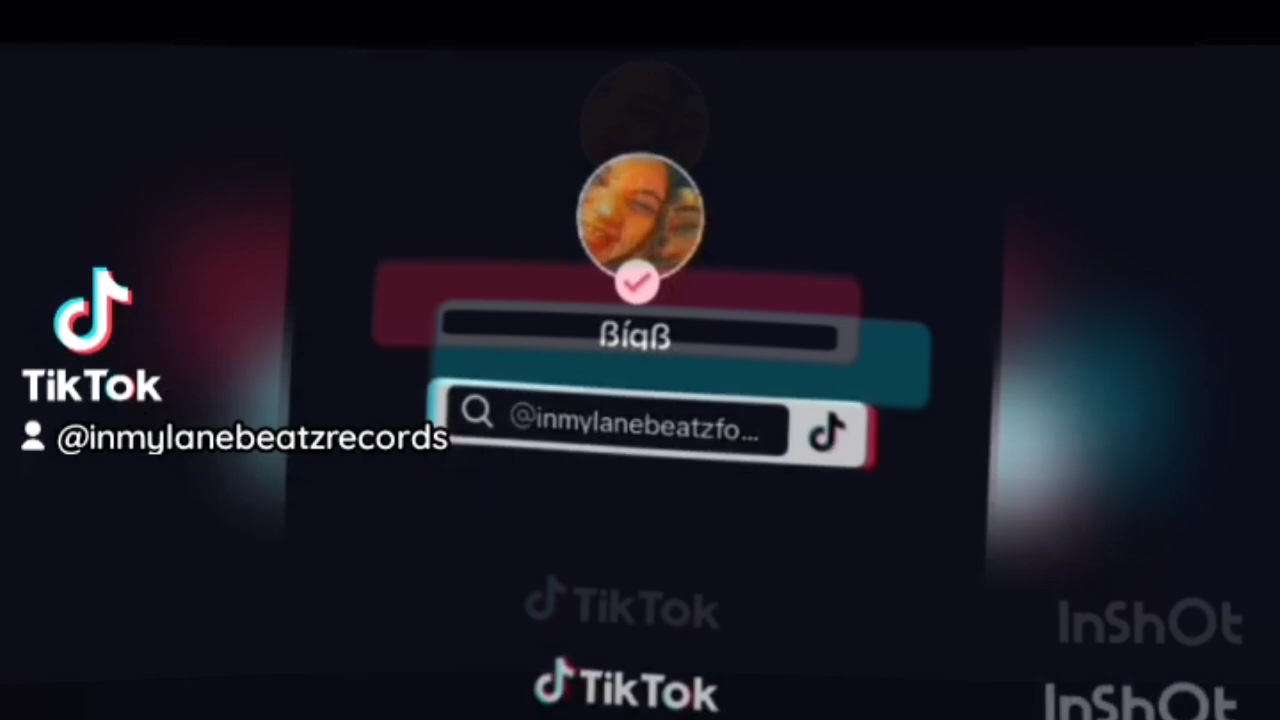 ßíqß
@inmylanebeatzfo...
TikTok
@inmylanebeatzrecords
TikTok
TikTok
InShOt
InShOt